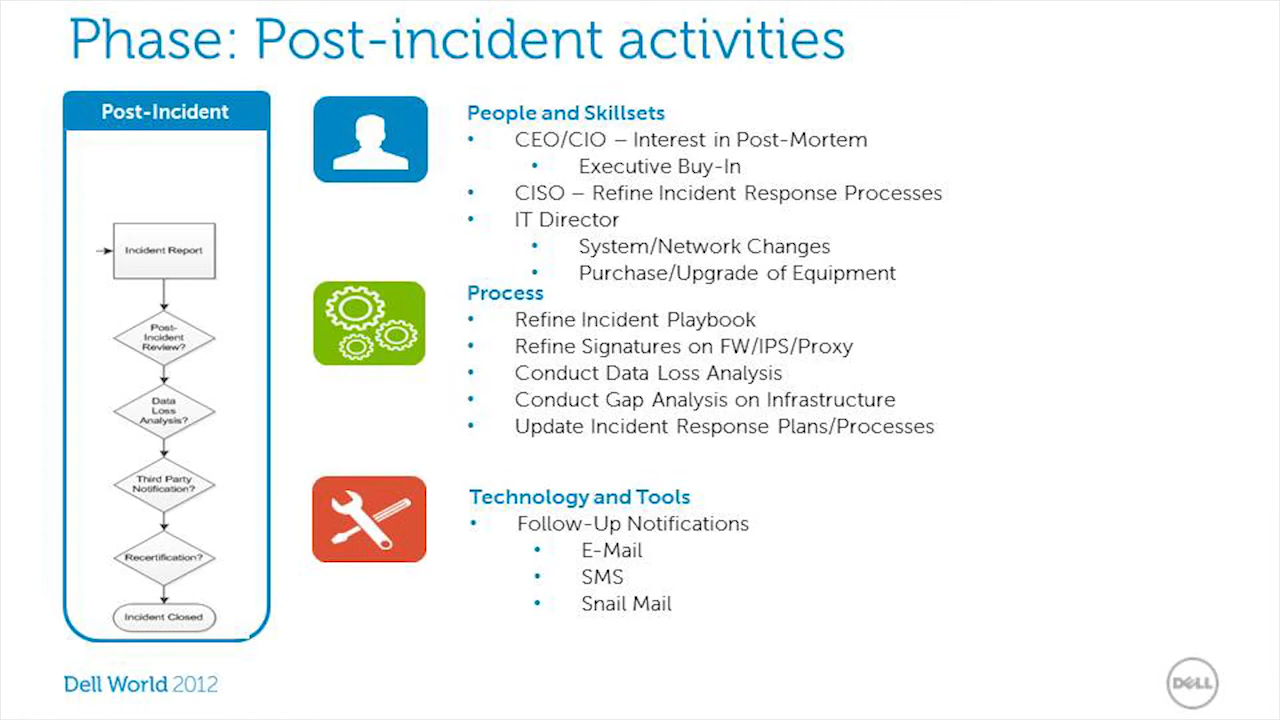 Phase: Post-incident activities
Post-Incident
Incident Report
Post-
Incident
Review?
Data
Loss
Analysis?
Third Party
Notification?
Recertification?
Incident Closed
People and Skillsets
• CEO/CIO – Interest in Post-Mortem
• Executive Buy-In
• CISO – Refine Incident Response Processes
• IT Director
• System/Network Changes
• Purchase/Upgrade of Equipment
Process
• Refine Incident Playbook
• Refine Signatures on FW/IPS/Proxy
• Conduct Data Loss Analysis
• Conduct Gap Analysis on Infrastructure
• Update Incident Response Plans/Processes
Technology and Tools
• Follow-Up Notifications
• E-Mail
• SMS
• Snail Mail
Dell World 2012
DELL